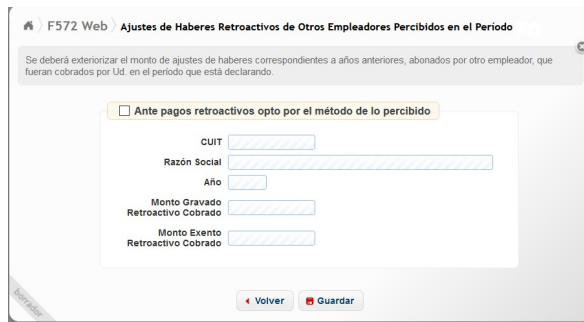 F572 Web Ajustes de Haberes Retroactivos de Otros Empleadores Percibidos en el Período
Se deberá exteriorizar el monto de ajustes de haberes correspondientes a años anteriores, abonados por otro empleador, que
fueran cobrados por Ud. en el período que está declarando.
Ante pagos retroactivos opto por el método de lo percibido
CUIT
Razón Social
Año
Monto Gravado
Retroactivo Cobrado
Monto Exento
Retroactivo Cobrado
Volver Guardar
borrador